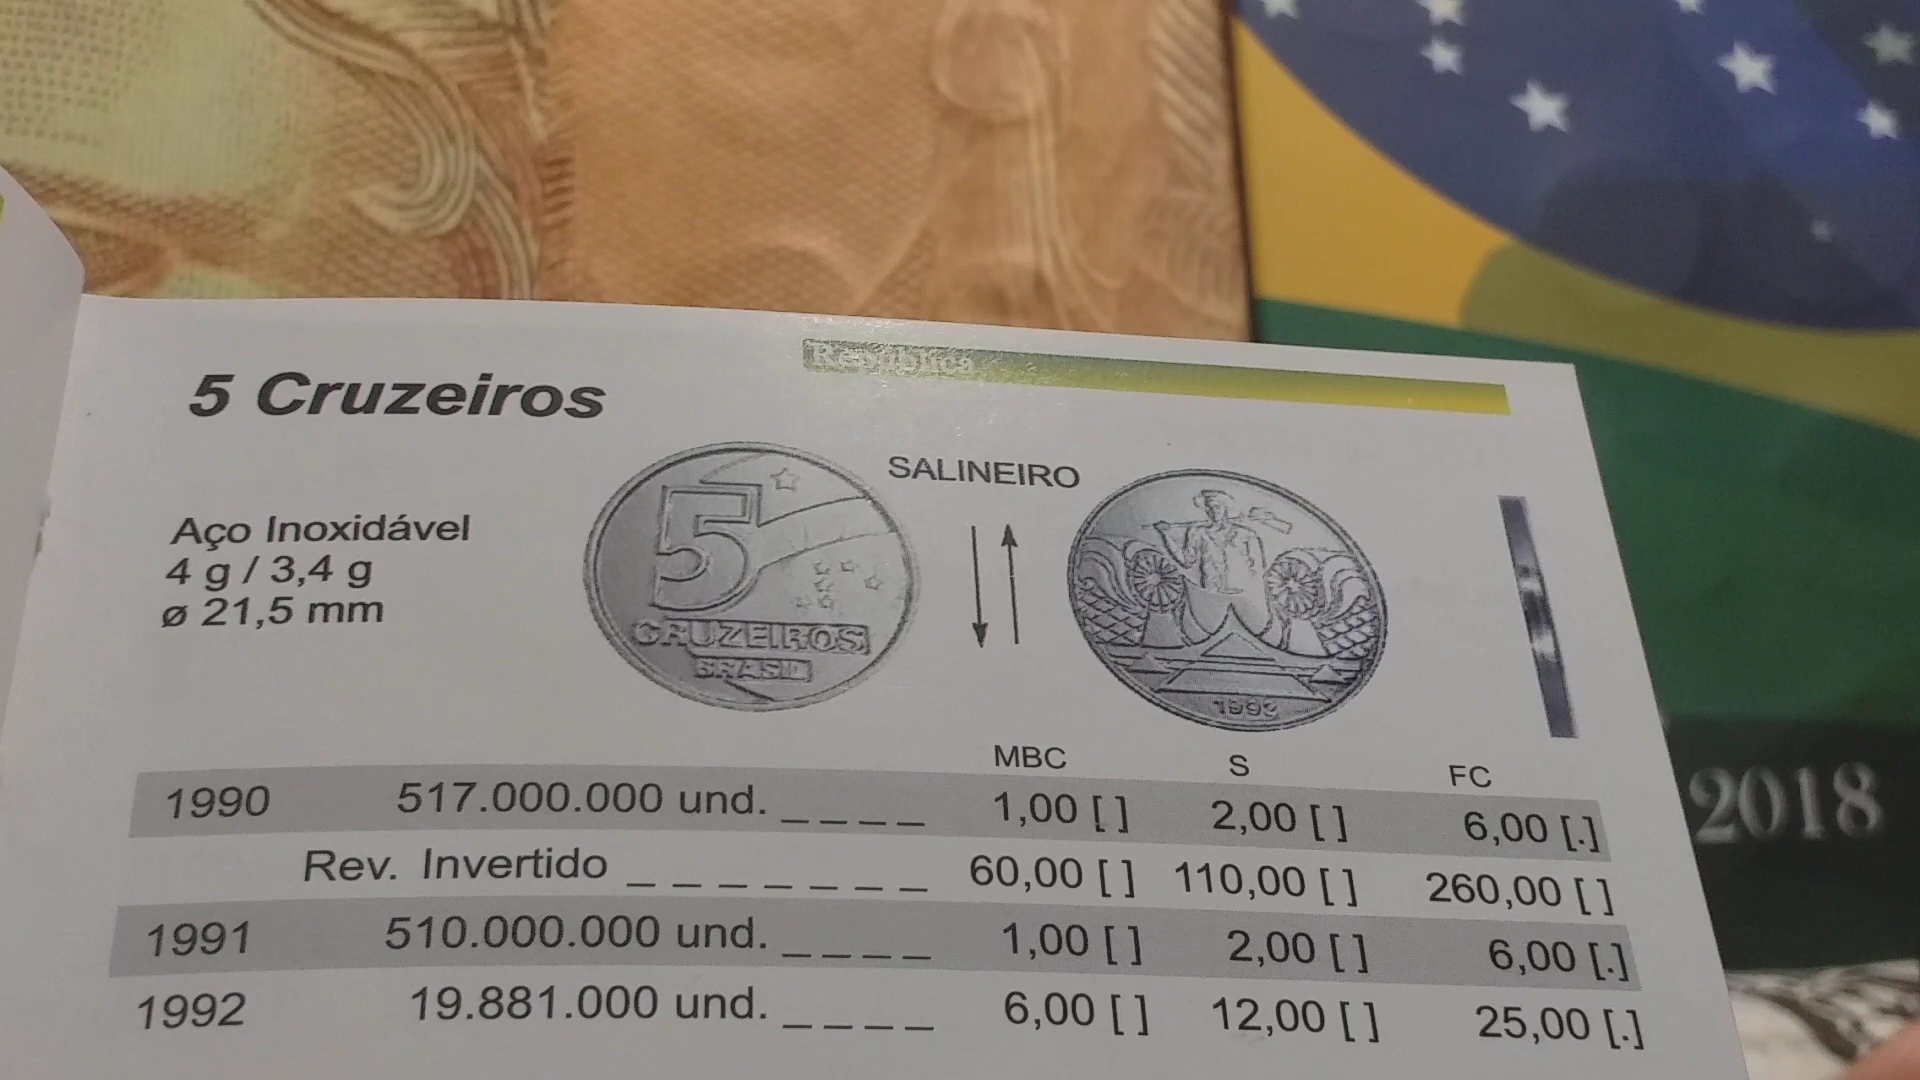 República
5 Cruzeiros
SALINEIRO
Aço Inoxidável
4 g / 3,4 g
ø 21,5 mm
5
CRUZEIROS
BRASIL
1992
MBC S FC
1990 517.000.000 und. _ _ _ _ 1,00 [ ] 2,00 [ ] 6,00 [.]
Rev. Invertido _ _ _ _ _ _ _ 60,00 [ ] 110,00 [ ] 260,00 [ ]
1991 510.000.000 und. _ _ _ _ 1,00 [ ] 2,00 [ ] 6,00 [.]
1992 19.881.000 und. _ _ _ _ 6,00 [ ] 12,00 [ ] 25,00 [.]
2018